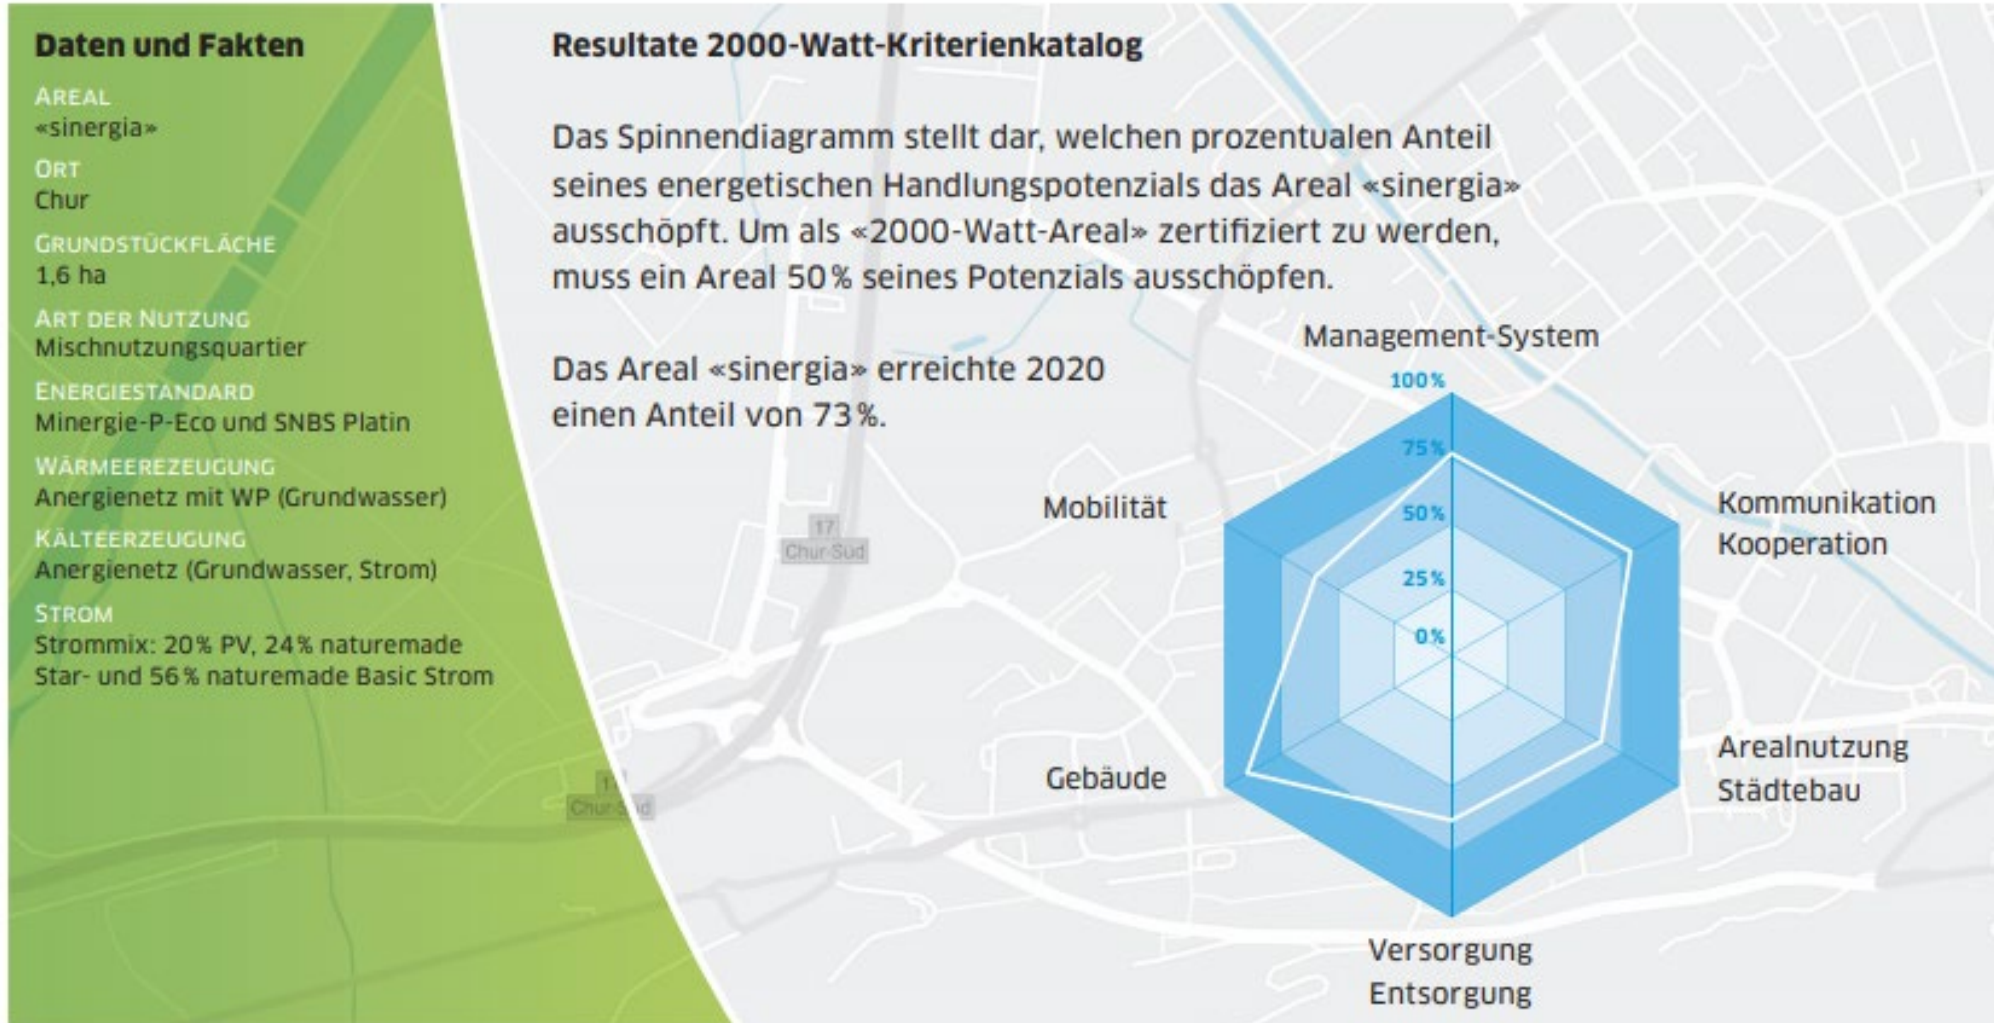 Daten und Fakten
AREAL
«sinergia»
ORT
Chur
GRUNDSTÜCKFLÄCHE
1,6 ha
ART DER NUTZUNG
Mischnutzungsquartier
ENERGIESTANDARD
Minergie-P-Eco und SNBS Platin
WÄRMEEREZEUGUNG
Anergienetz mit WP (Grundwasser)
KÄLTEERZEUGUNG
Anergienetz (Grundwasser, Strom)
STROM
Strommix: 20% PV, 24% naturemade
Star- und 56% naturemade Basic Strom
Resultate 2000-Watt-Kriterienkatalog
Das Spinnendiagramm stellt dar, welchen prozentualen Anteil
seines energetischen Handlungspotenzials das Areal «sinergia»
ausschöpft. Um als «2000-Watt-Areal» zertifiziert zu werden,
muss ein Areal 50% seines Potenzials ausschöpfen.
Das Areal «sinergia» erreichte 2020
einen Anteil von 73%.
Management-System
100%
75%
50%
25%
0%
Kommunikation
Kooperation
Arealnutzung
Städtebau
Versorgung
Entsorgung
Gebäude
Mobilität
17
Chur-Süd
17
Chur-Süd